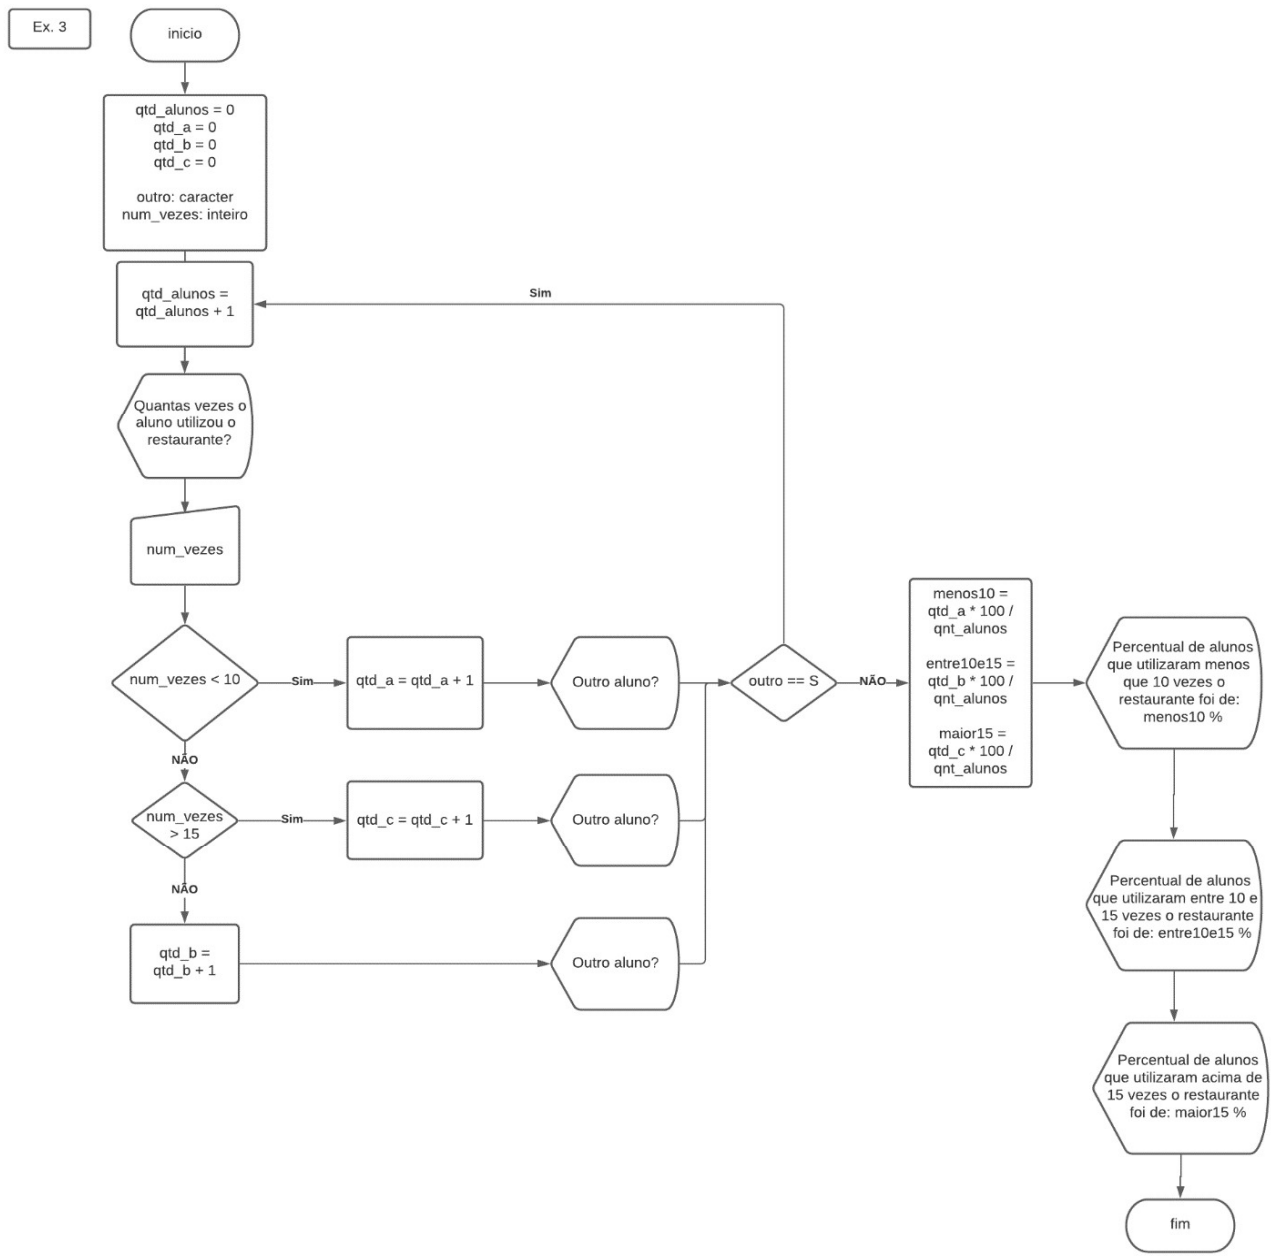 Ex. 3
inicio
qtd_alunos = 0
qtd_a = 0
qtd_b = 0
qtd_c = 0
outro: caracter
num_vezes: inteiro
qtd_alunos =
qtd_alunos + 1
Sim
Quantas vezes o
aluno utilizou o
restaurante?
num_vezes
num_vezes < 10
Sim
qtd_a = qtd_a + 1
Outro aluno?
outro == S
NÃO
menos10 =
qtd_a * 100 /
qnt_alunos
entre10e15 =
qtd_b * 100 /
qnt_alunos
maior15 =
qtd_c * 100 /
qnt_alunos
Percentual de alunos
que utilizaram menos
que 10 vezes o
restaurante foi de:
menos10 %
NÃO
num_vezes
> 15
Sim
qtd_c = qtd_c + 1
Outro aluno?
NÃO
qtd_b =
qtd_b + 1
Outro aluno?
Percentual de alunos
que utilizaram entre 10 e
15 vezes o restaurante
foi de: entre10e15 %
Percentual de alunos
que utilizaram acima de
15 vezes o restaurante
foi de: maior15 %
fim